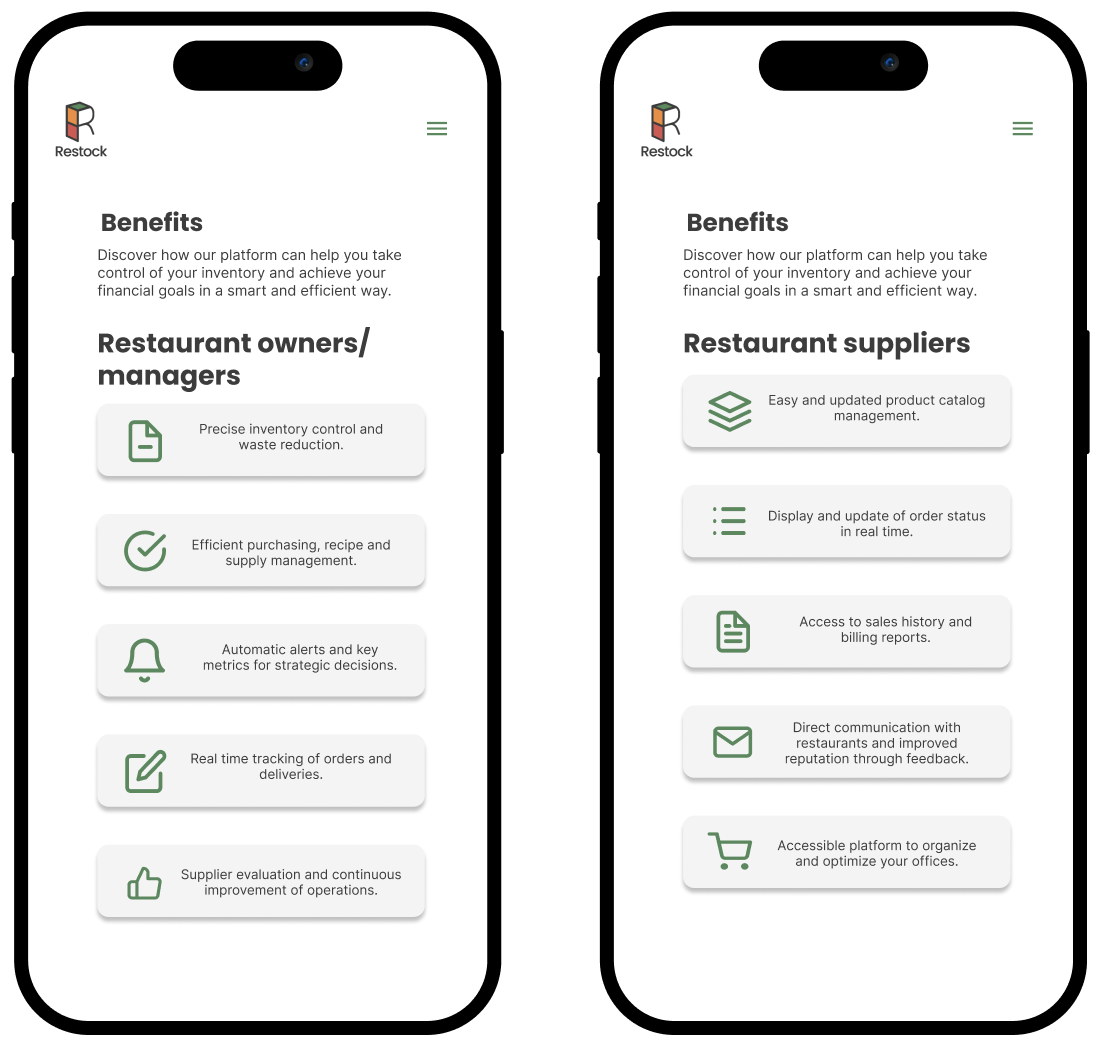 Restock
Benefits
Discover how our platform can help you take
control of your inventory and achieve your
financial goals in a smart and efficient way.
Restaurant owners/
managers
Precise inventory control and
waste reduction.
Efficient purchasing, recipe and
supply management.
Automatic alerts and key
metrics for strategic decisions.
Real time tracking of orders and
deliveries.
Supplier evaluation and continuous
improvement of operations.
Restock
Benefits
Discover how our platform can help you take
control of your inventory and achieve your
financial goals in a smart and efficient way.
Restaurant suppliers
Easy and updated product catalog
management.
Display and update of order status
in real time.
Access to sales history and
billing reports.
Direct communication with
restaurants and improved
reputation through feedback.
Accessible platform to organize
and optimize your offices.